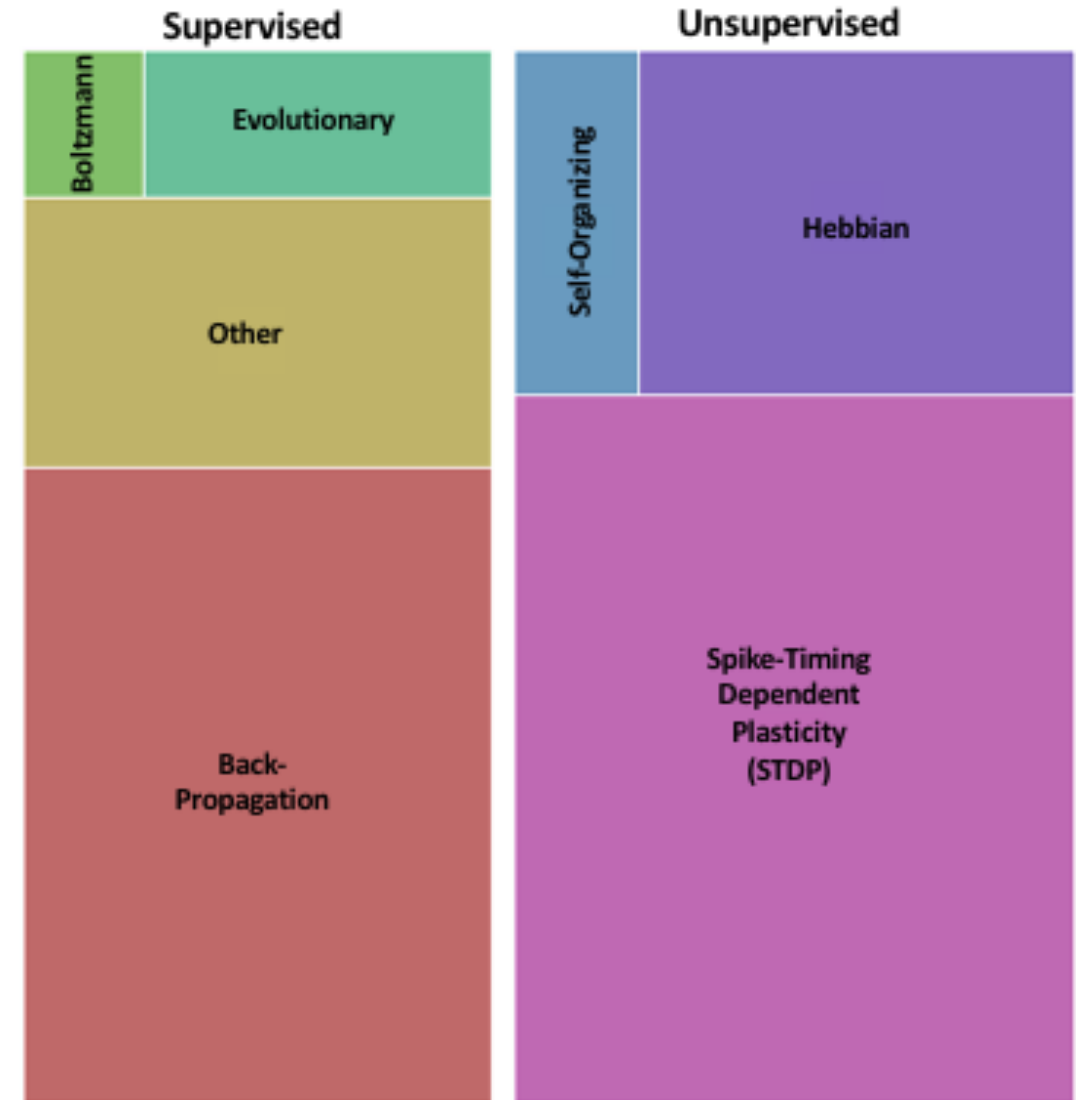 Supervised
Boltzmann
Evolutionary
Other
Back-
Propagation
Unsupervised
Self-Organizing
Hebbian
Spike-Timing
Dependent
Plasticity
(STDP)